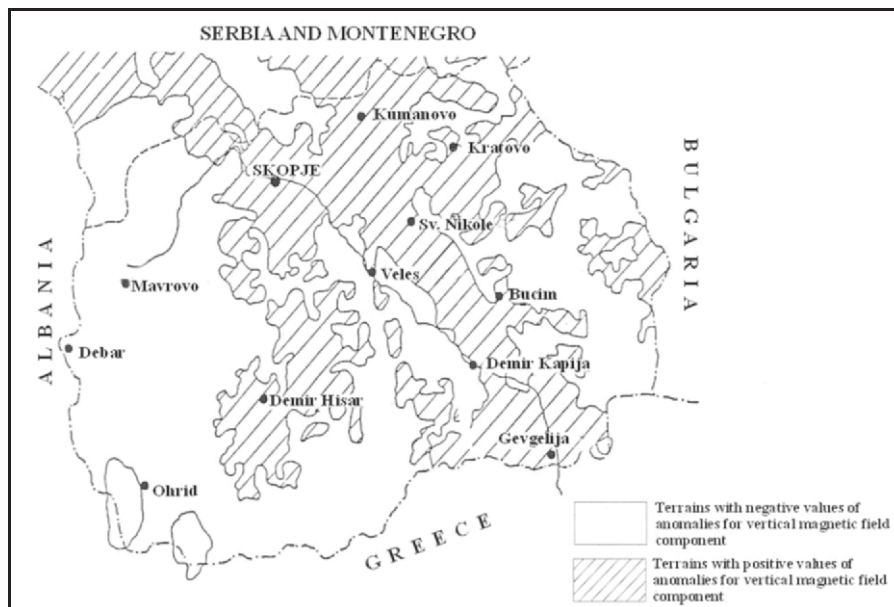 SERBIA AND MONTENEGRO
Kumanovo
Kratovo
SKOPJE
Sv. Nikole
BULGARIA
ALBANIA
Mavrovo
Veles
Bucim
Debar
Demir Kapija
Demir Hisar
Gevgelija
Ohrid
GREECE
Terrains with negative values of
anomalies for vertical magnetic field
component
Terrains with positive values of
anomalies for vertical magnetic field
component